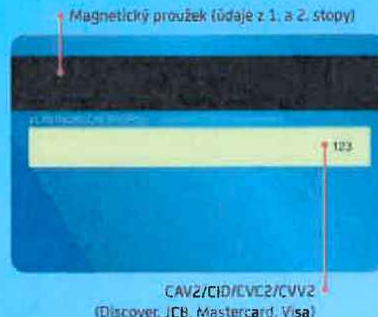 Magnetický proužek (údaje z 1. a 2. stopy)
123
CAV2/CID/CVC2/CVV2
(Discover, JCB, Mastercard, Visa)